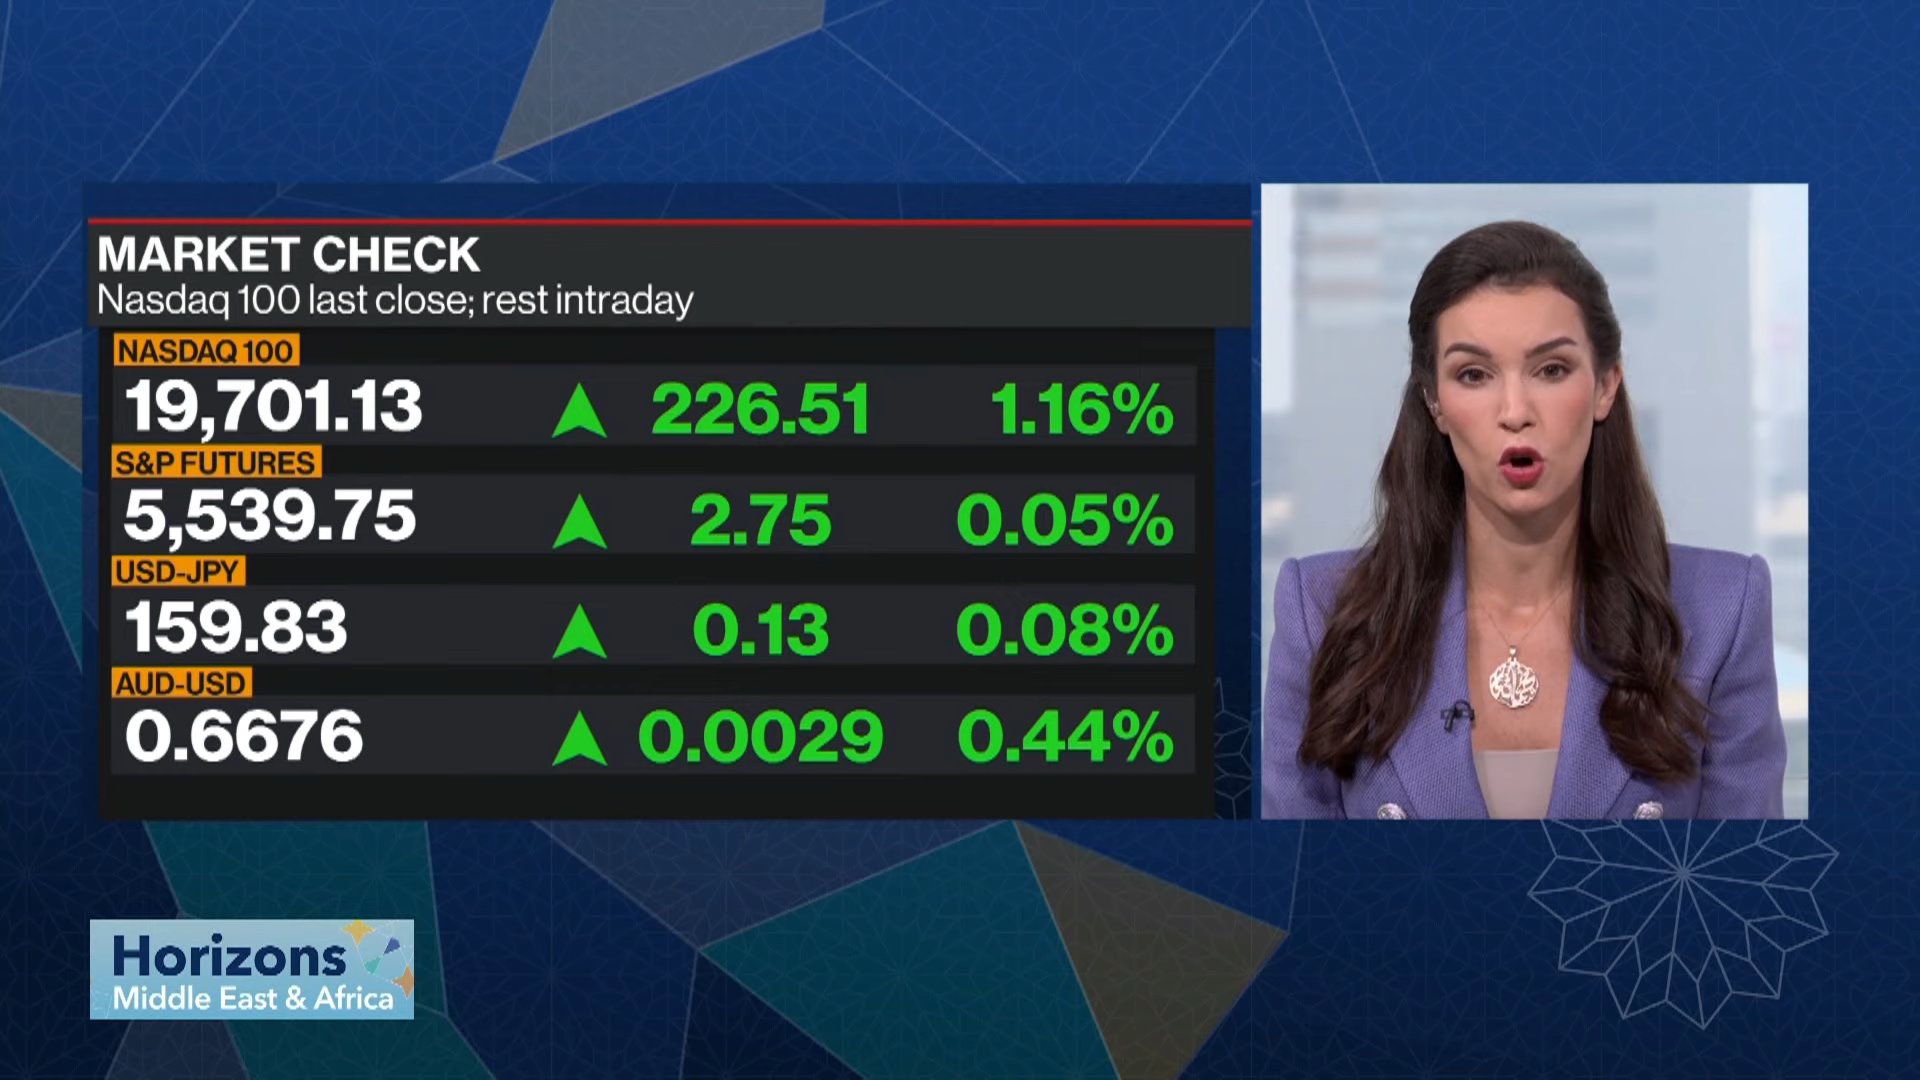 MARKET CHECK
Nasdaq 100 last close; rest intraday
NASDAQ 100
19,701.13 ▲ 226.51 1.16%
S&P FUTURES
5,539.75 ▲ 2.75 0.05%
USD-JPY
159.83 ▲ 0.13 0.08%
AUD-USD
0.6676 ▲ 0.0029 0.44%
Horizons
Middle East & Africa